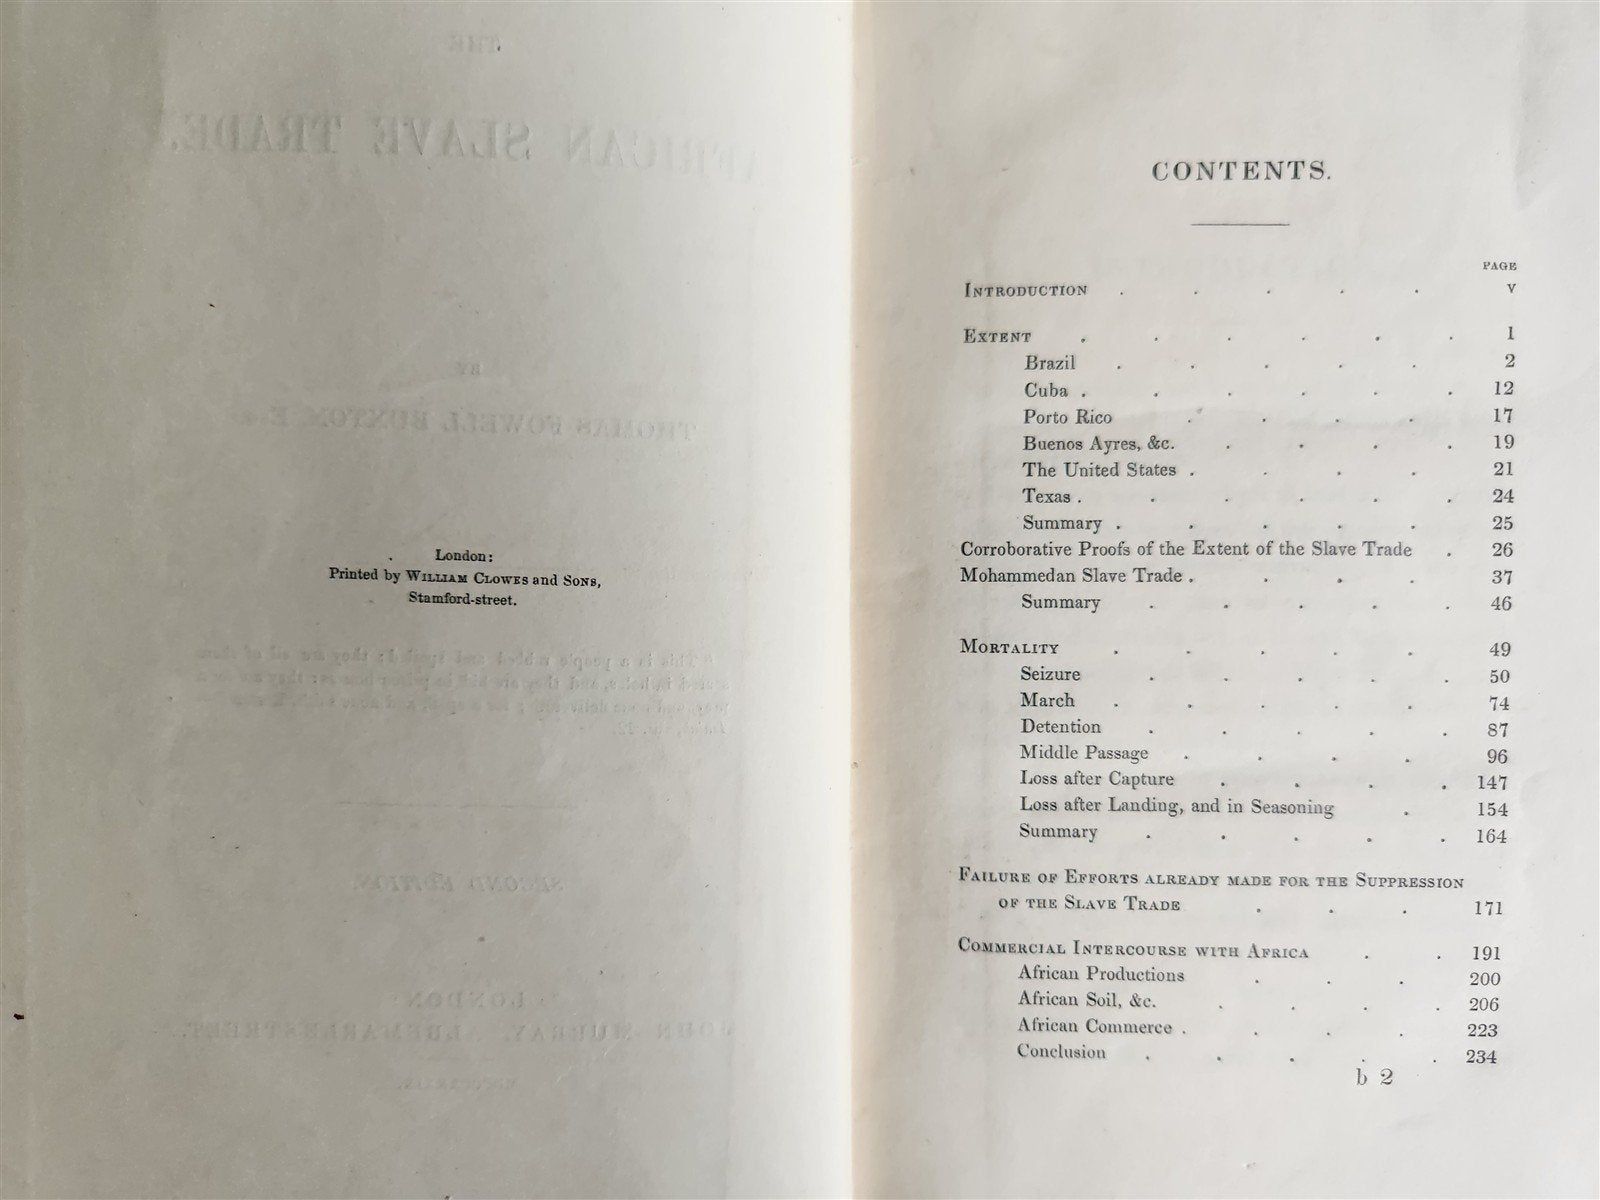 London:
Printed by WILLIAM CLOWES and SONS,
Stamford-street.
CONTENTS.
PAGE
INTRODUCTION . . . . . v
EXTENT . . . . . . 1
Brazil . . . . . 2
Cuba . . . . . . 12
Porto Rico . . . . 17
Buenos Ayres, &c. . . . . 19
The United States . . . . 21
Texas . . . . . . 24
Summary . . . . . 25
Corroborative Proofs of the Extent of the Slave Trade . 26
Mohammedan Slave Trade . . . . 37
Summary . . . . . 46
MORTALITY . . . . . 49
Seizure . . . . . 50
March . . . . . 74
Detention . . . . . 87
Middle Passage . . . . 96
Loss after Capture . . . . 147
Loss after Landing, and in Seasoning . 154
Summary . . . . . 164
FAILURE OF EFFORTS ALREADY MADE FOR THE SUPPRESSION
OF THE SLAVE TRADE . . . 171
COMMERCIAL INTERCOURSE WITH AFRICA . . 191
African Productions . . . 200
African Soil, &c. . . . . 206
African Commerce . . . . 223
Conclusion . . . . . 234
b 2